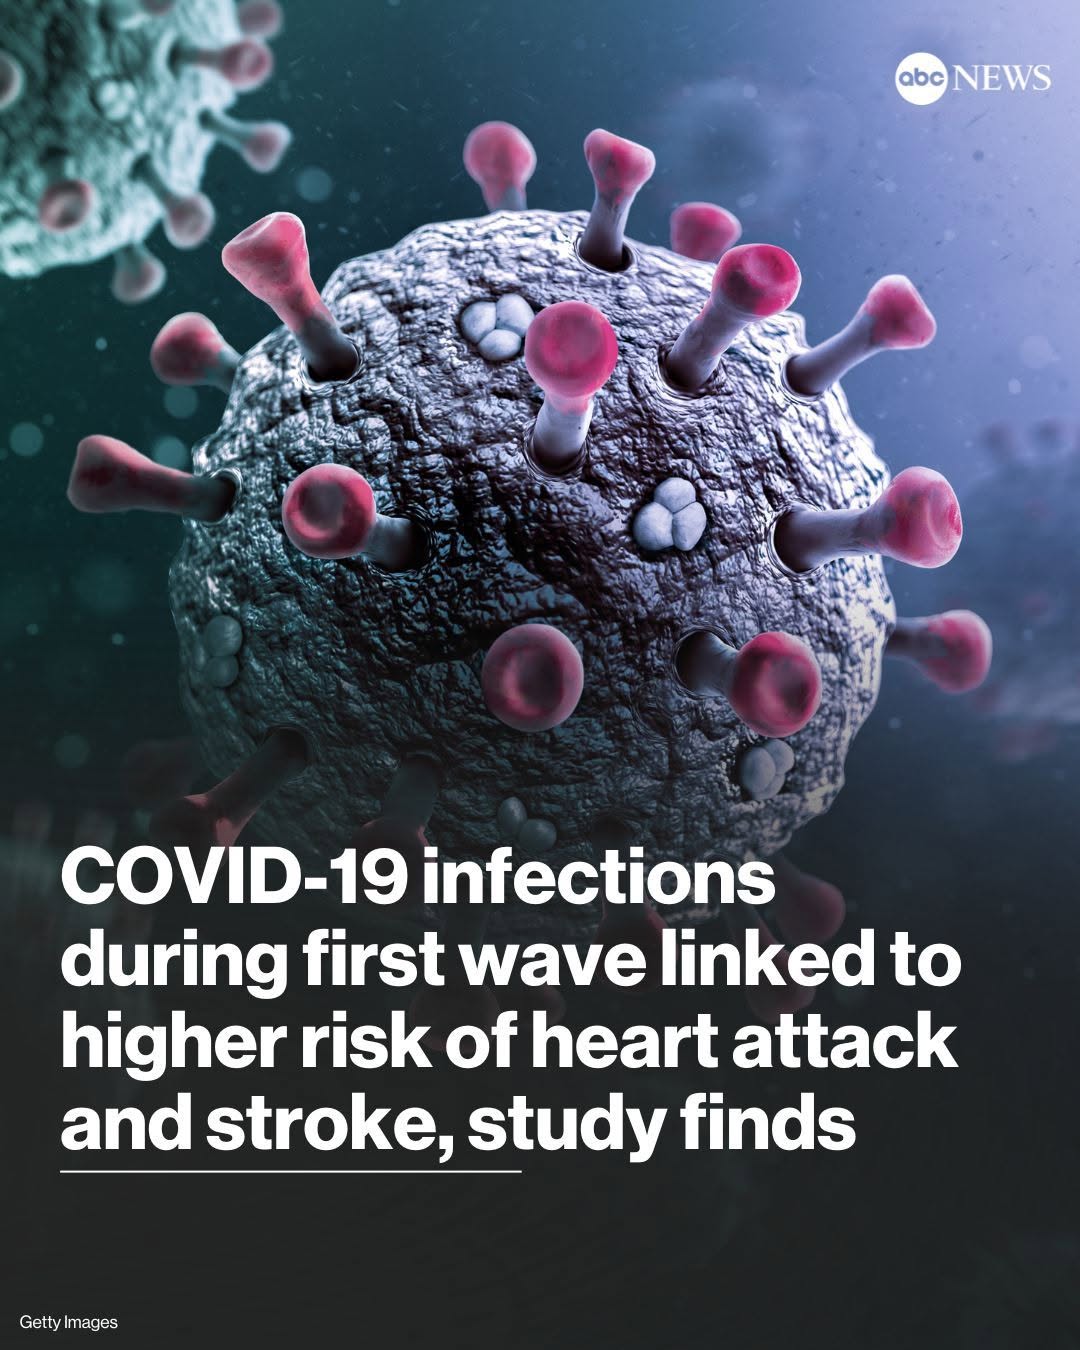 abc NEWS
COVID-19 infections
during first wave linked to
higher risk of heart attack
and stroke, study finds
Getty Images